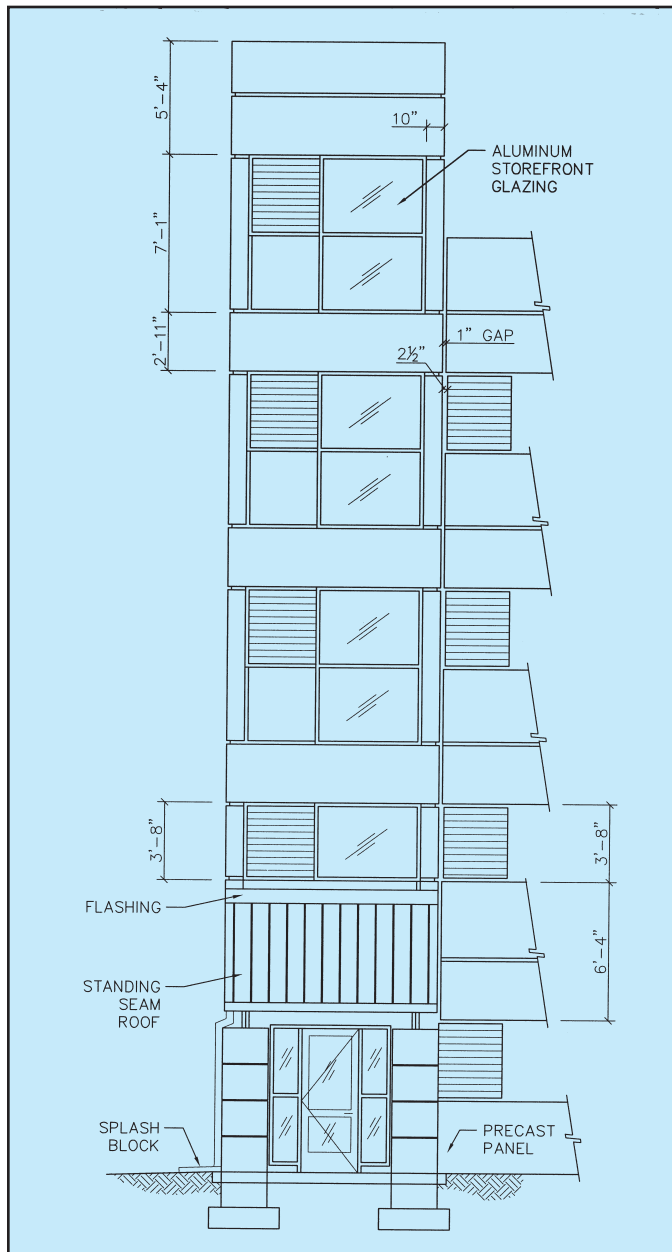 5'-4"
10"
ALUMINUM
STOREFRONT
GLAZING
7'-1"
2'-11"
1" GAP
2½"
3'-8"
3'-8"
FLASHING
6'-4"
STANDING
SEAM
ROOF
SPLASH
BLOCK
PRECAST
PANEL